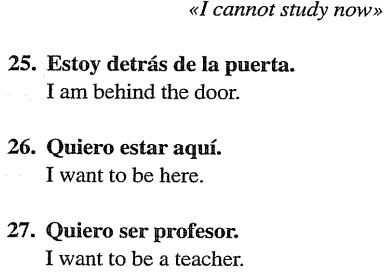 «I cannot study now»
25. Estoy detrás de la puerta.
I am behind the door.
26. Quiero estar aquí.
I want to be here.
27. Quiero ser profesor.
I want to be a teacher.